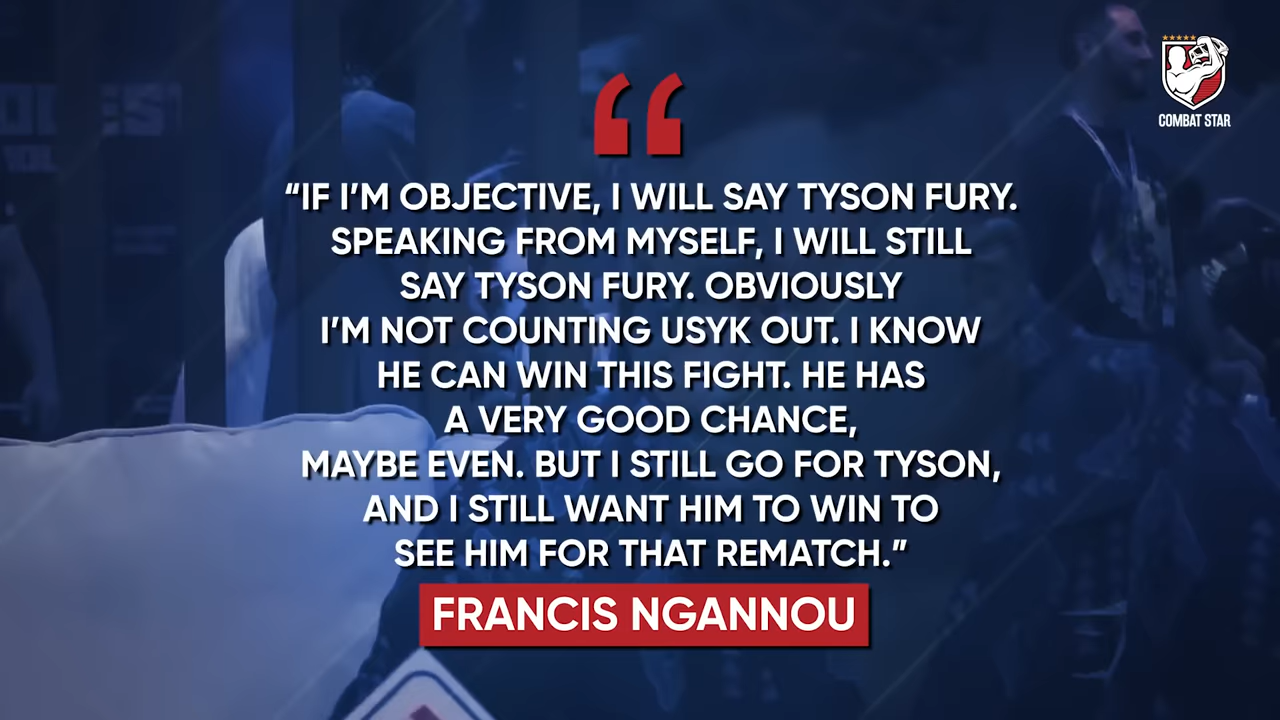 COMBAT STAR
“IF I’M OBJECTIVE, I WILL SAY TYSON FURY.
SPEAKING FROM MYSELF, I WILL STILL
SAY TYSON FURY. OBVIOUSLY
I’M NOT COUNTING USYK OUT. I KNOW
HE CAN WIN THIS FIGHT. HE HAS
A VERY GOOD CHANCE,
MAYBE EVEN. BUT I STILL GO FOR TYSON,
AND I STILL WANT HIM TO WIN TO
SEE HIM FOR THAT REMATCH.”
FRANCIS NGANNOU